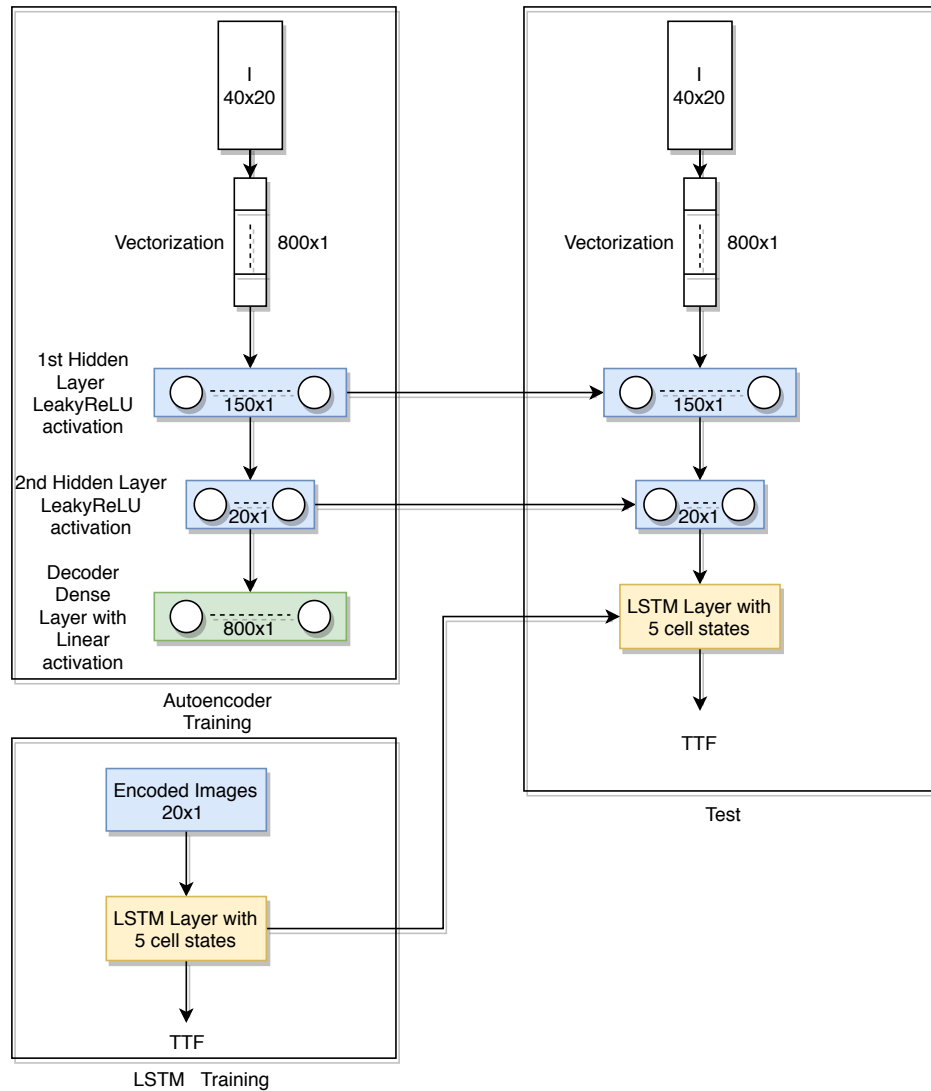 I
40x20
Vectorization
800x1
1st Hidden
Layer
LeakyReLU
activation
150x1
2nd Hidden Layer
LeakyReLU
activation
20x1
Decoder
Dense
Layer with
Linear
activation
800x1
Autoencoder
Training
Encoded Images
20x1
LSTM Layer with
5 cell states
TTF
LSTM Training
I
40x20
Vectorization
800x1
150x1
20x1
LSTM Layer with
5 cell states
TTF
Test